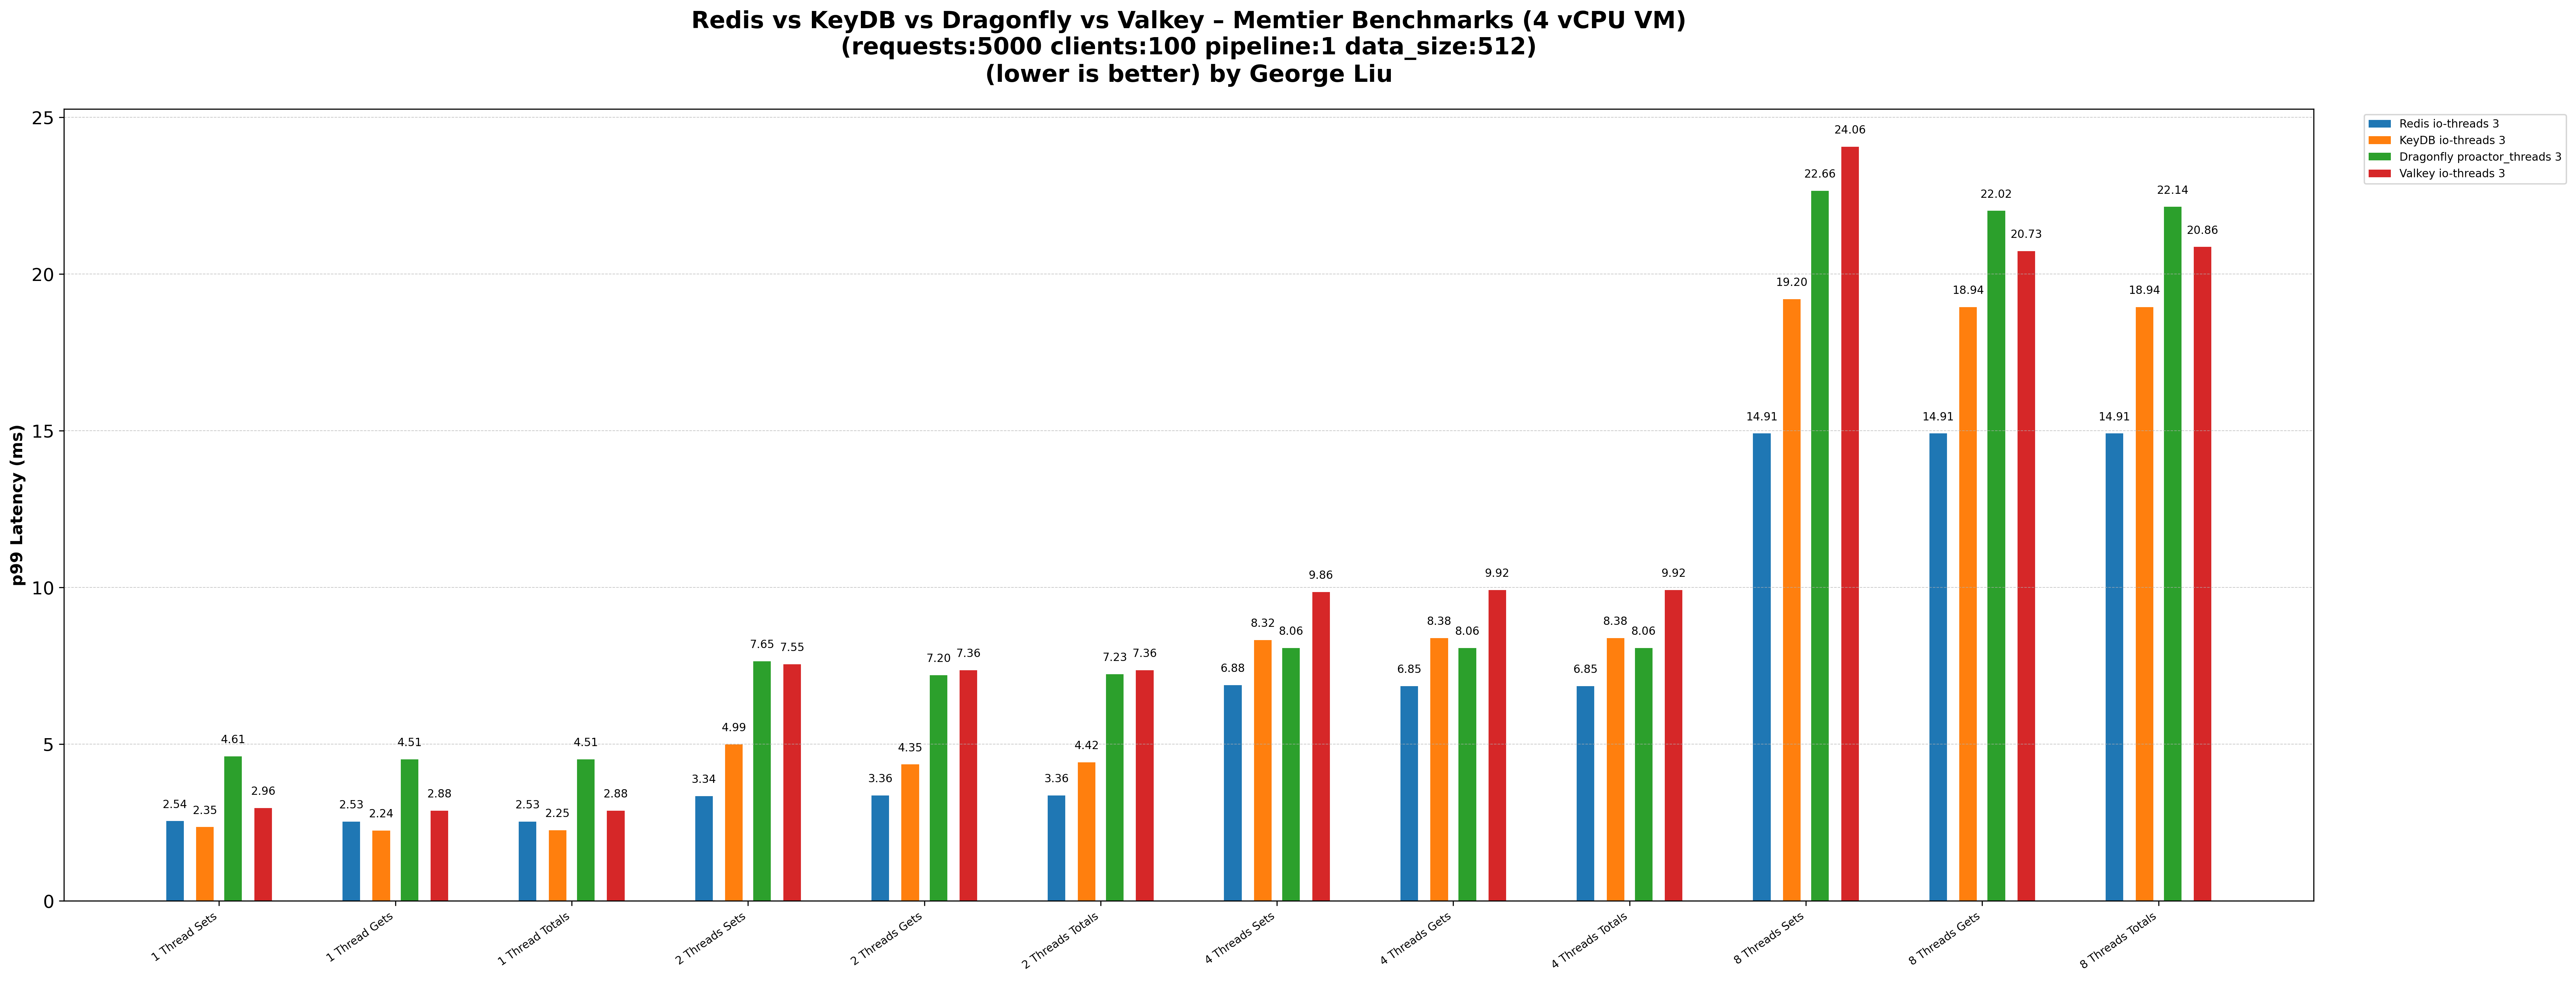 Redis vs KeyDB vs Dragonfly vs Valkey – Memtier Benchmarks (4 vCPU VM)
(requests:5000 clients:100 pipeline:1 data_size:512)
(lower is better) by George Liu
p99 Latency (ms)
25
20
15
10
5
0
2.54 2.35 4.61 2.96
2.53 2.24 4.51 2.88
2.53 2.25 4.51 2.88
3.34 4.99 7.65 7.55
3.36 4.35 7.20 7.36
3.36 4.42 7.23 7.36
6.88 8.32 8.06 9.86
6.85 8.38 8.06 9.92
6.85 8.38 8.06 9.92
14.91 19.20 22.66 24.06
14.91 18.94 22.02 20.73
14.91 18.94 22.14 20.86
1 Thread Sets
1 Thread Gets
1 Thread Totals
2 Threads Sets
2 Threads Gets
2 Threads Totals
4 Threads Sets
4 Threads Gets
4 Threads Totals
8 Threads Sets
8 Threads Gets
8 Threads Totals
Redis io-threads 3
KeyDB io-threads 3
Dragonfly proactor_threads 3
Valkey io-threads 3